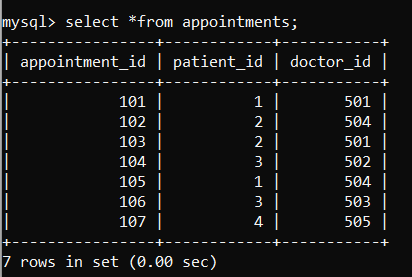 mysql> select *from appointments;
+----------------+------------+-----------+
| appointment_id | patient_id | doctor_id |
+----------------+------------+-----------+
|            101 |          1 |       501 |
|            102 |          2 |       504 |
|            103 |          2 |       501 |
|            104 |          3 |       502 |
|            105 |          1 |       504 |
|            106 |          3 |       503 |
|            107 |          4 |       505 |
+----------------+------------+-----------+
7 rows in set (0.00 sec)